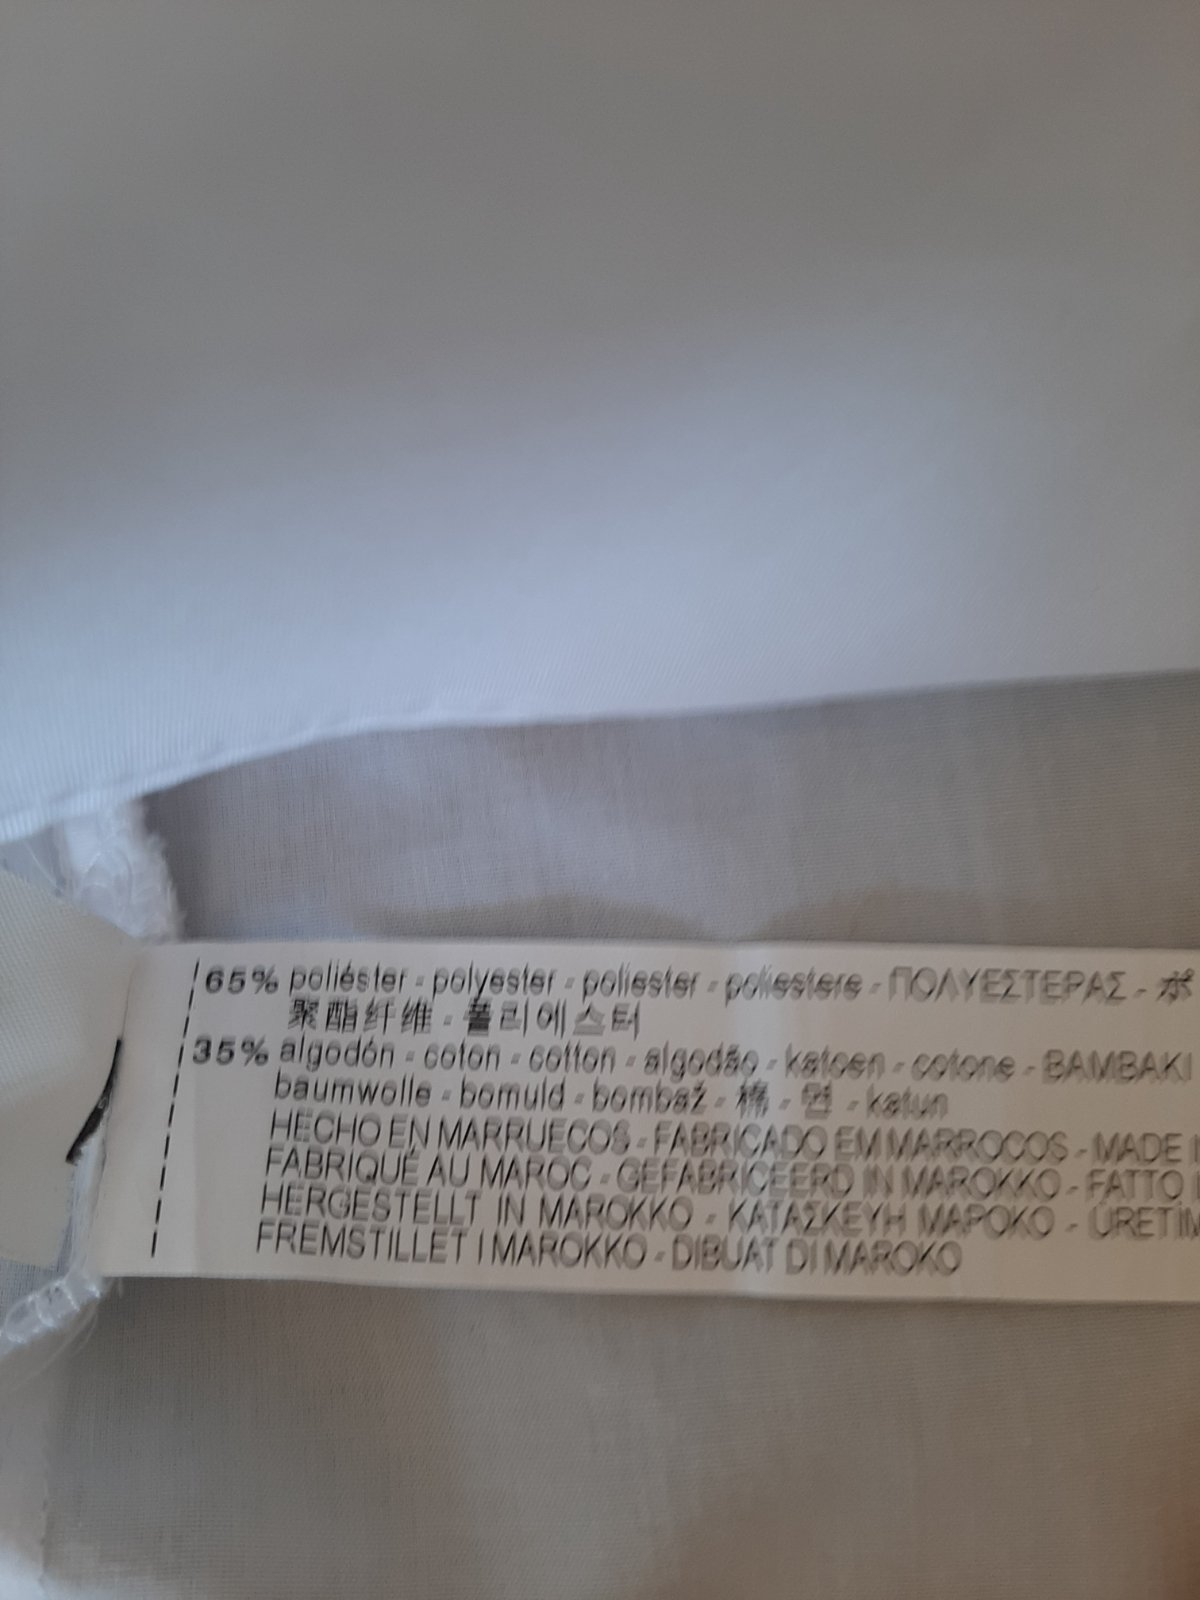 65% poliéster - polyester - poliester - poliestere - ΠΟΛΥΕΣΤΕΡΑΣ - ポ
聚酯纤维 - 폴리에스터
35% algodón - coton - cotton - algodão - katoen - cotone - BAMBAKI
baumwolle - bomuld - bombaž - 棉 - 면 - katun
HECHO EN MARRUECOS - FABRICADO EM MARROCOS - MADE I
FABRIQUÉ AU MAROC - GEFABRICEERD IN MAROKKO - FATTO
HERGESTELLT IN MAROKKO - ΚΑΤΑΣΚΕΥΗ ΜΑΡΟΚΟ - ÜRETİM
FREMSTILLET I MAROKKO - DIBUAT DI MAROKO